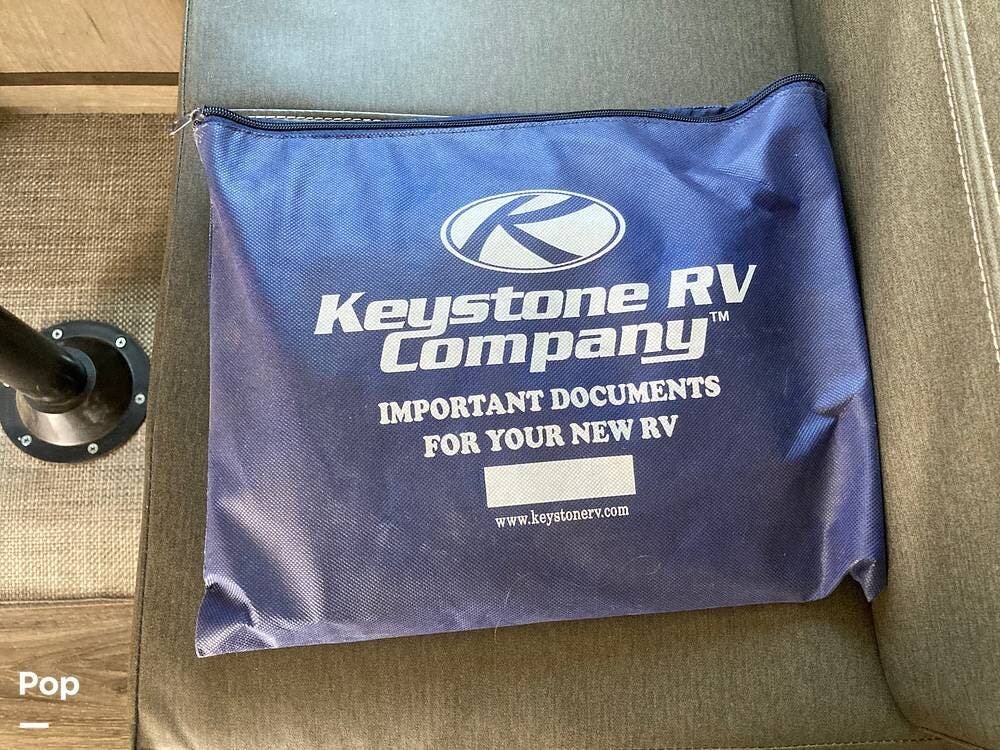 K
Keystone RV
Company™
IMPORTANT DOCUMENTS
FOR YOUR NEW RV
www.keystonerv.com
Pop